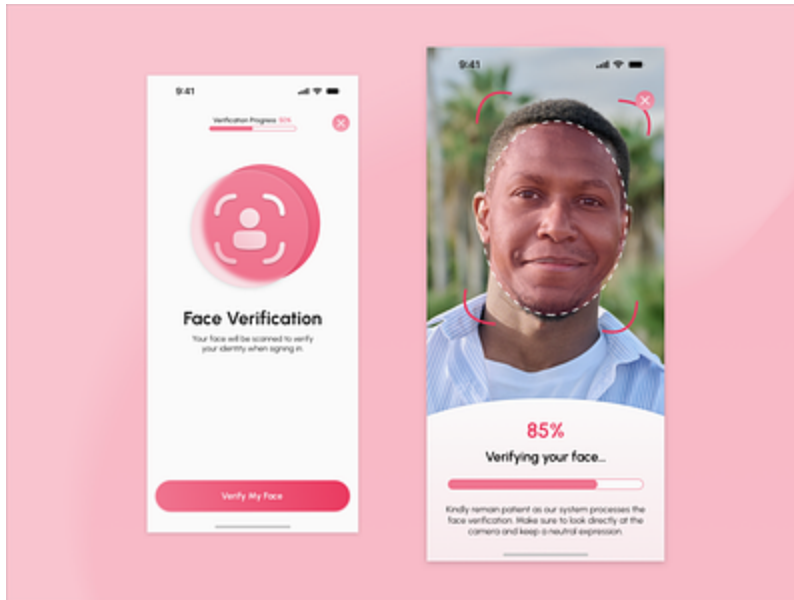 9:41
Verification Progress: 50%
Face Verification
Your face will be scanned to verify
your identity when signing in.
Verify My Face
9:41
85%
Verifying your face...
Kindly remain patient as our system processes the
face verification. Make sure to look directly at the
camera and keep a neutral expression.